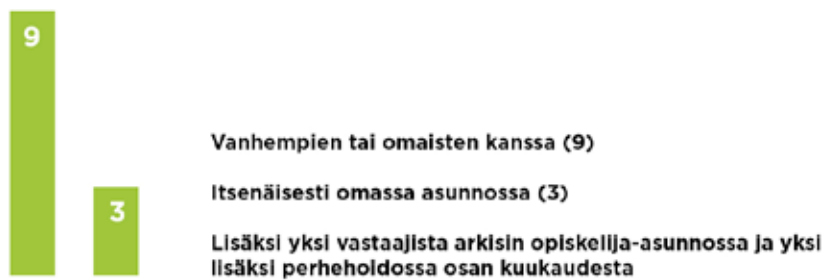 9
3
Vanhempien tai omaisten kanssa (9)
Itsenäisesti omassa asunnossa (3)
Lisäksi yksi vastaajista arkisin opiskelija-asunnossa ja yksi
lisäksi perhehoidossa osan kuukaudesta